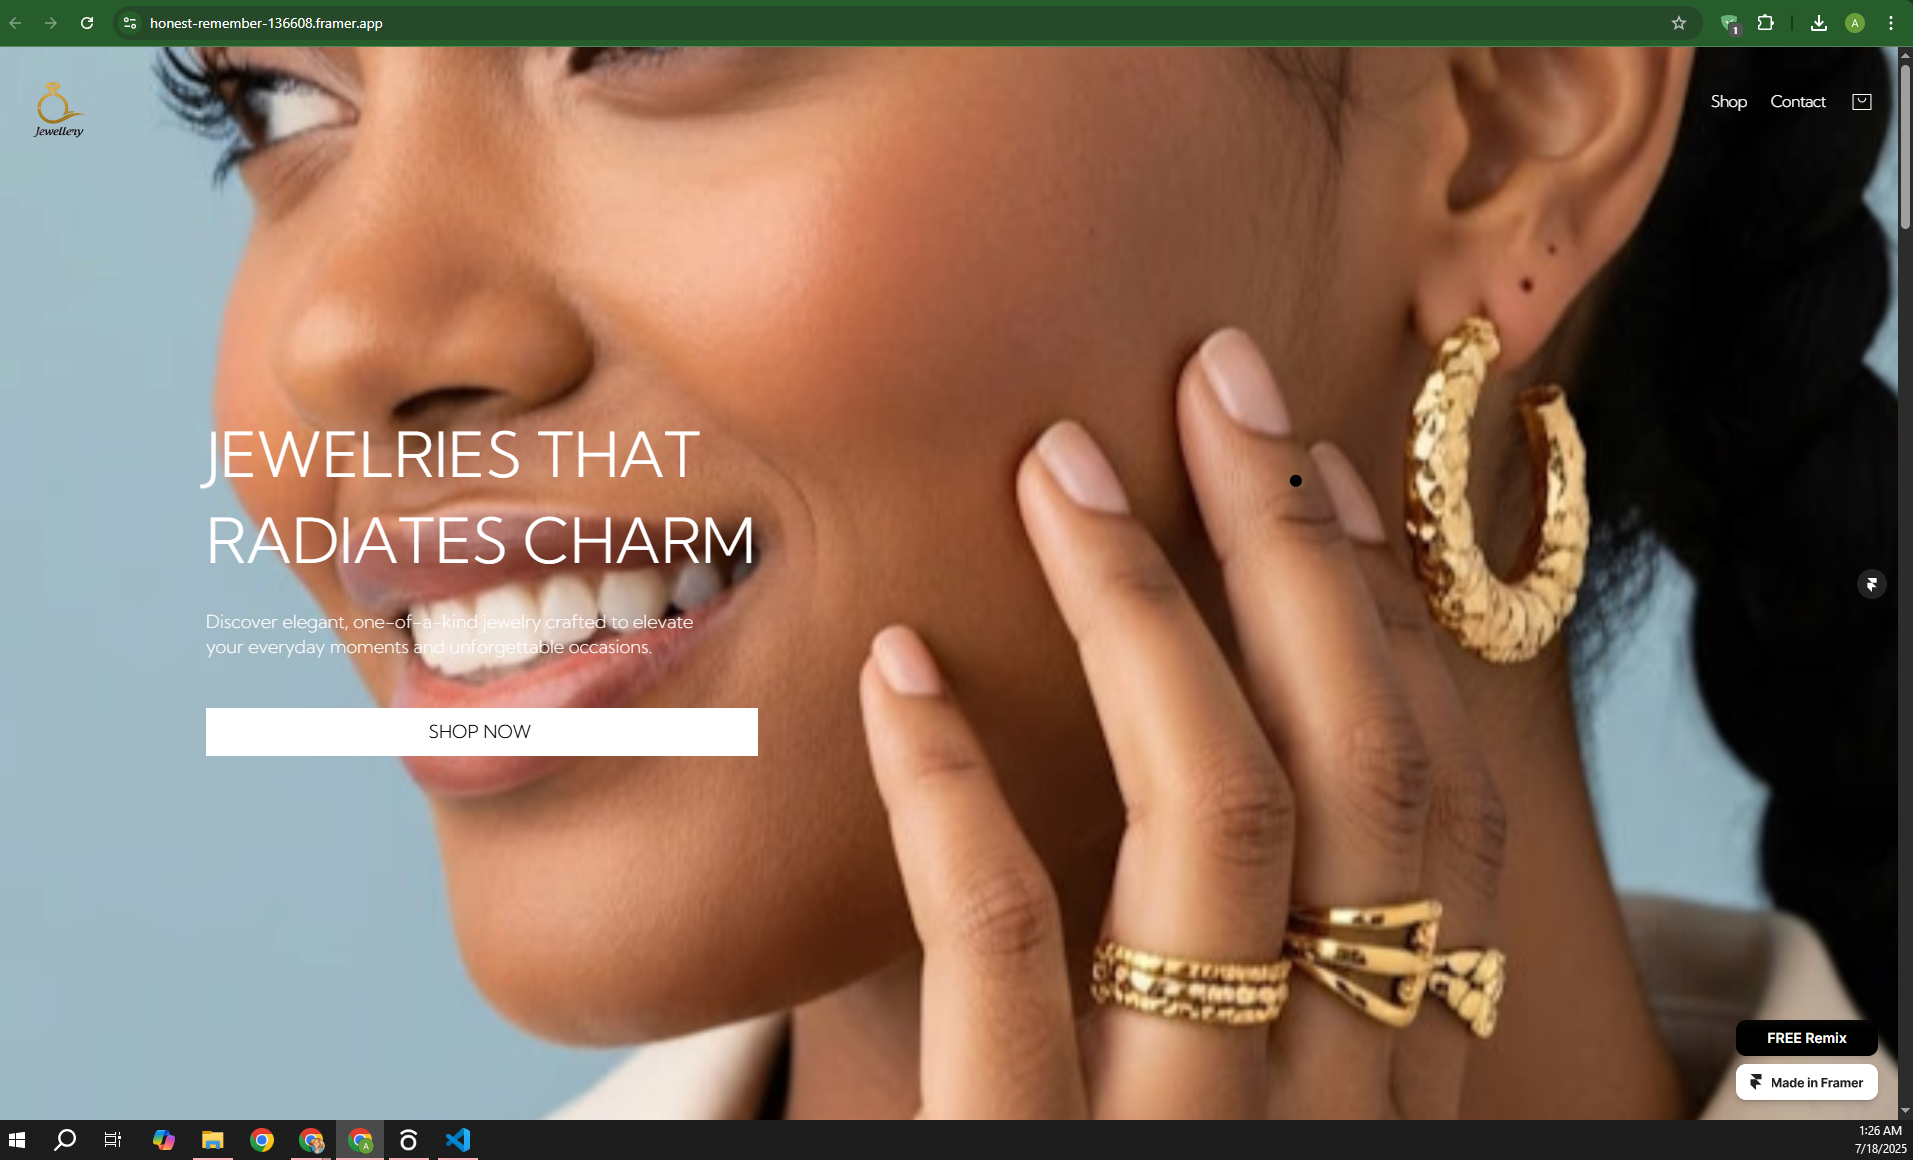 honest-remember-136608.framer.app
1
A
Jewellery
Shop
Contact
JEWELRIES THAT
RADIATES CHARM
Discover elegant, one-of-a-kind jewelry crafted to elevate
your everyday moments and unforgettable occasions.
SHOP NOW
FREE Remix
Made in Framer
A
1:26 AM
7/18/2025